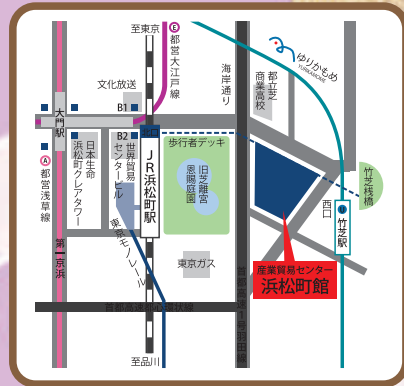 至東京
E
都営大江戸線
文化放送
海岸通り
都立芝
商業高校
ゆりかもめ
YURIKAMOME
大門駅
B1
B2
北口
歩行者デッキ
日本生命
浜松町クレアタワー
世界貿易
センタービル
JR浜松町駅
旧芝離宮
恩賜庭園
A
都営浅草線
竹芝桟橋
西口
U
竹芝駅
東京モノレール
第一京浜
東京ガス
産業貿易センター
浜松町館
首都高速都心環状線
首都高速1号羽田線
至品川